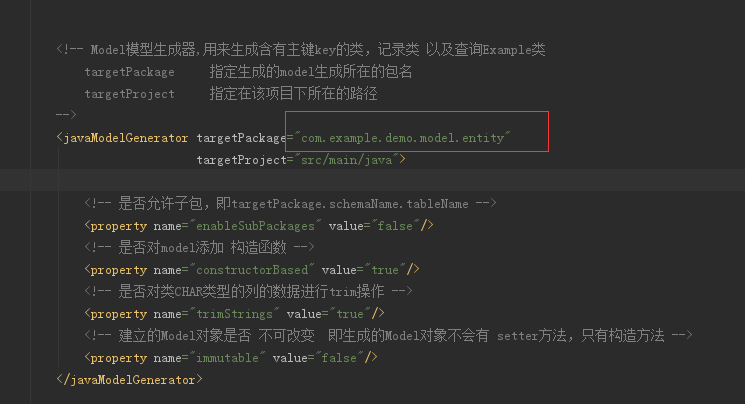 <!-- Model模型生成器,用来生成含有主键key的类，记录类 以及查询Example类
targetPackage     指定生成的model生成所在的包名
targetProject     指定在该项目下所在的路径
-->
<javaModelGenerator targetPackage="com.example.demo.model.entity"
targetProject="src/main/java">
<!-- 是否允许子包，即targetPackage.schemaName.tableName -->
<property name="enableSubPackages" value="false"/>
<!-- 是否对model添加 构造函数 -->
<property name="constructorBased" value="true"/>
<!-- 是否对类CHAR类型的列的数据进行trim操作 -->
<property name="trimStrings" value="true"/>
<!-- 建立的Model对象是否 不可改变  即生成的Model对象不会有 setter方法，只有构造方法 -->
<property name="immutable" value="false"/>
</javaModelGenerator>